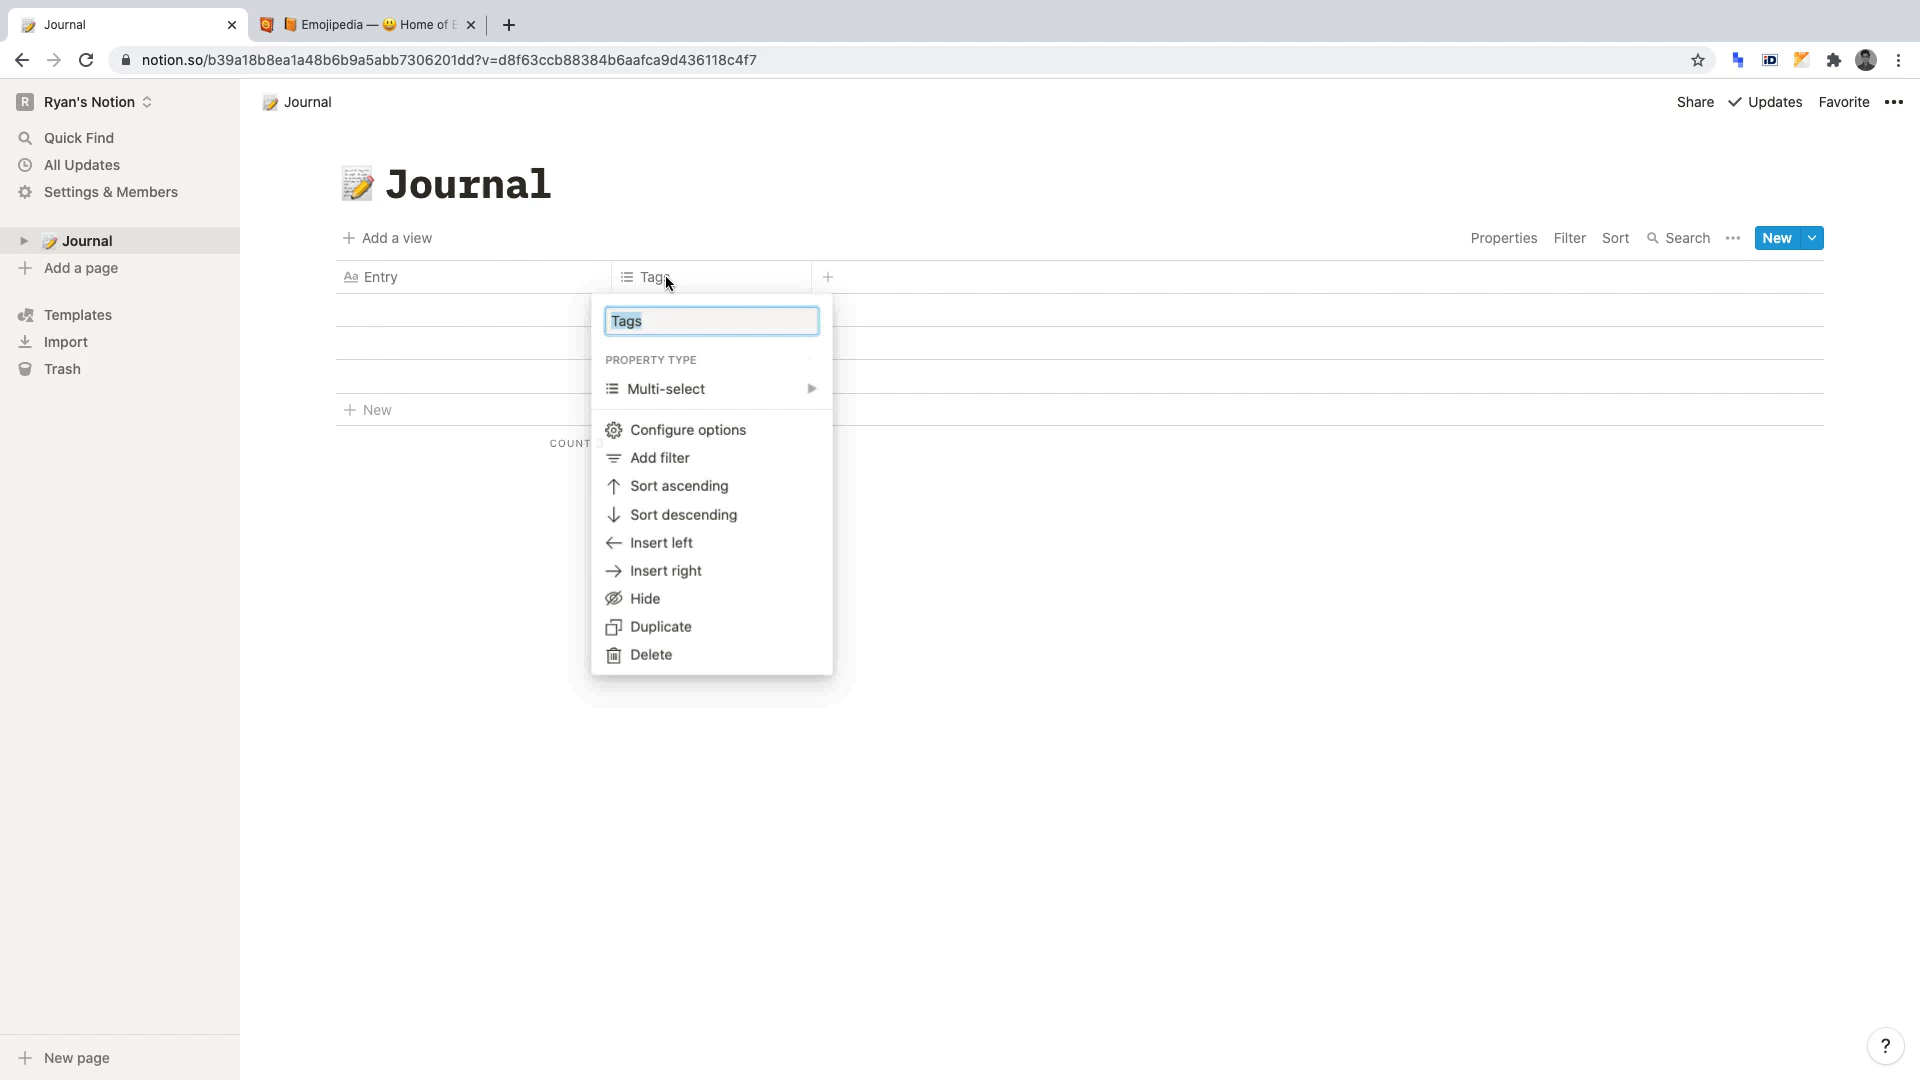 Journal
Emojipedia — 😃 Home of E
notion.so/b39a18b8ea1a48b6b9a5abb7306201dd?v=d8f63ccb88384b6aafca9d436118c4f7
R Ryan's Notion
Journal
Share
Updates
Favorite
Quick Find
All Updates
Settings & Members
Journal
Add a page
Templates
Import
Trash
New page
Journal
Add a view
Properties
Filter
Sort
Search
New
Aa Entry
Tags
New
COUNT 3
Tags
PROPERTY TYPE
Multi-select
Configure options
Add filter
Sort ascending
Sort descending
Insert left
Insert right
Hide
Duplicate
Delete
?